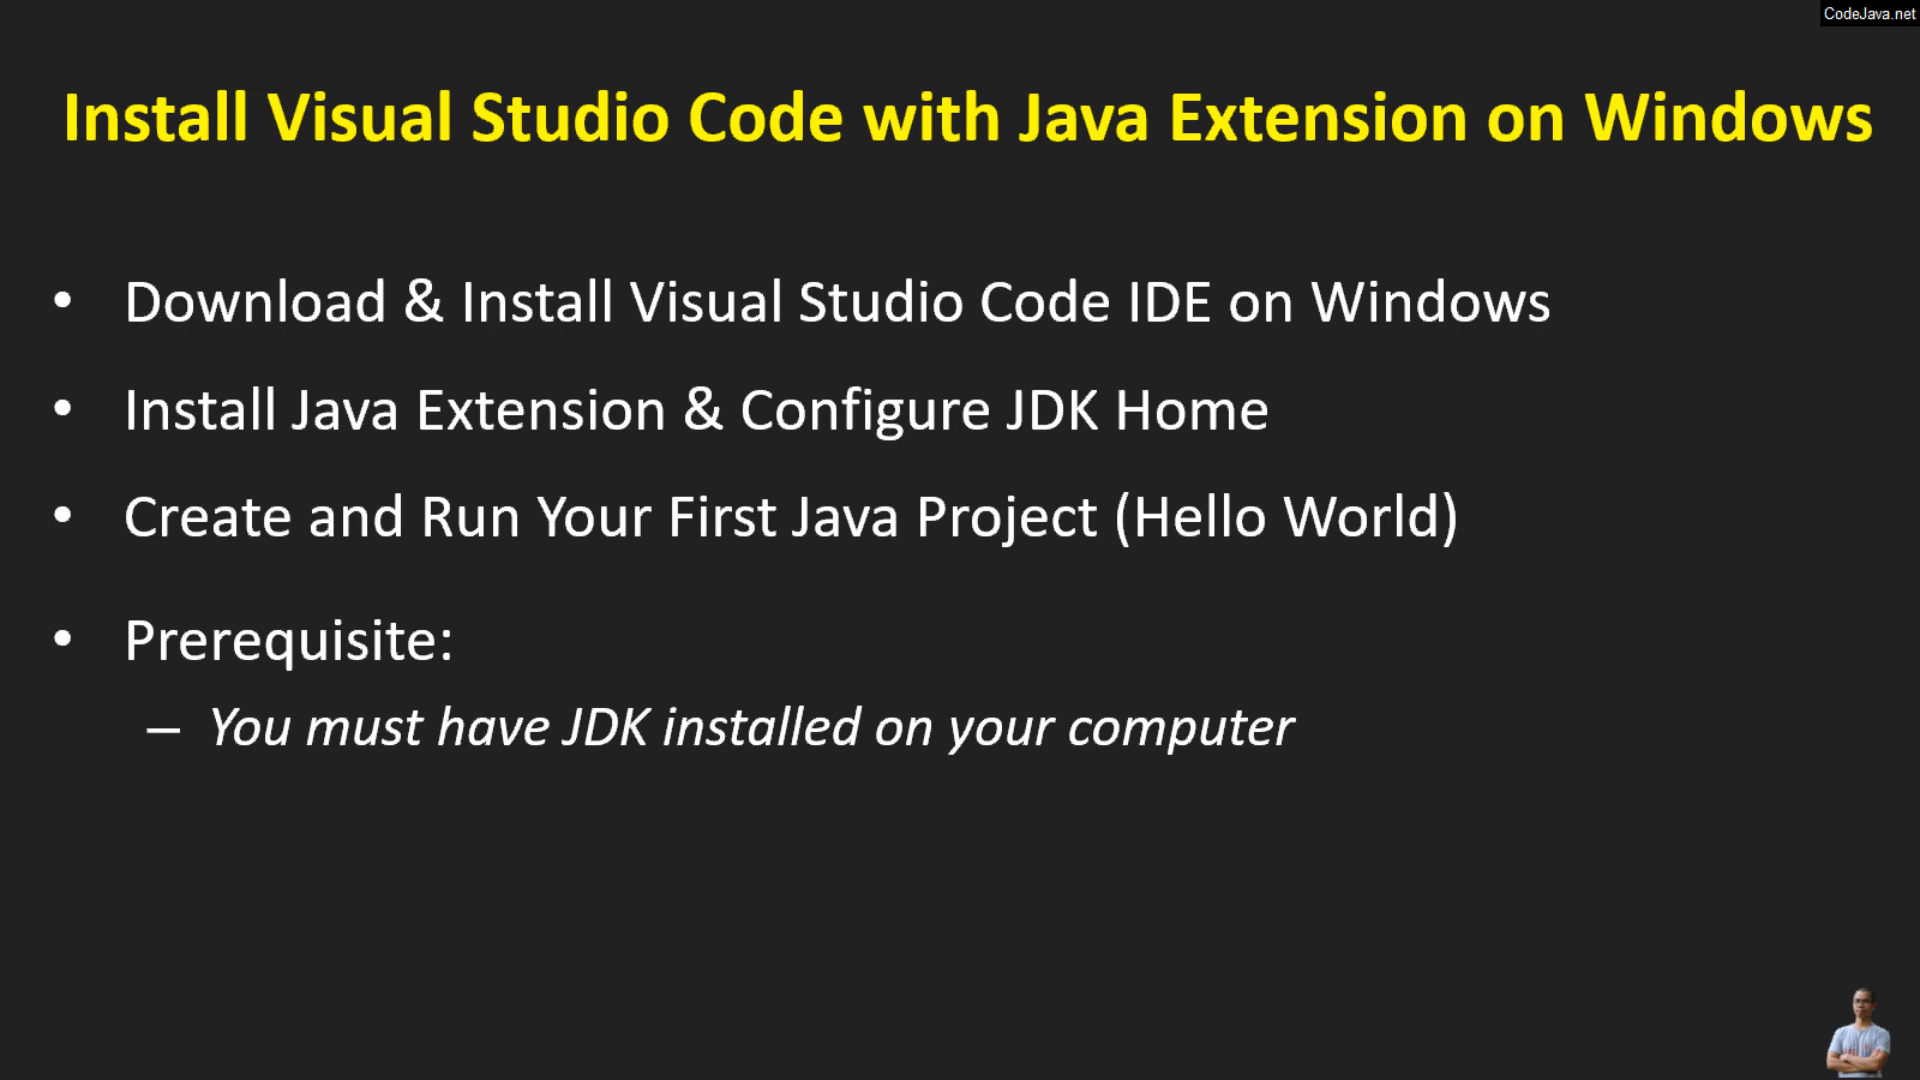 CodeJava.net
Install Visual Studio Code with Java Extension on Windows
• Download & Install Visual Studio Code IDE on Windows
• Install Java Extension & Configure JDK Home
• Create and Run Your First Java Project (Hello World)
• Prerequisite:
– You must have JDK installed on your computer